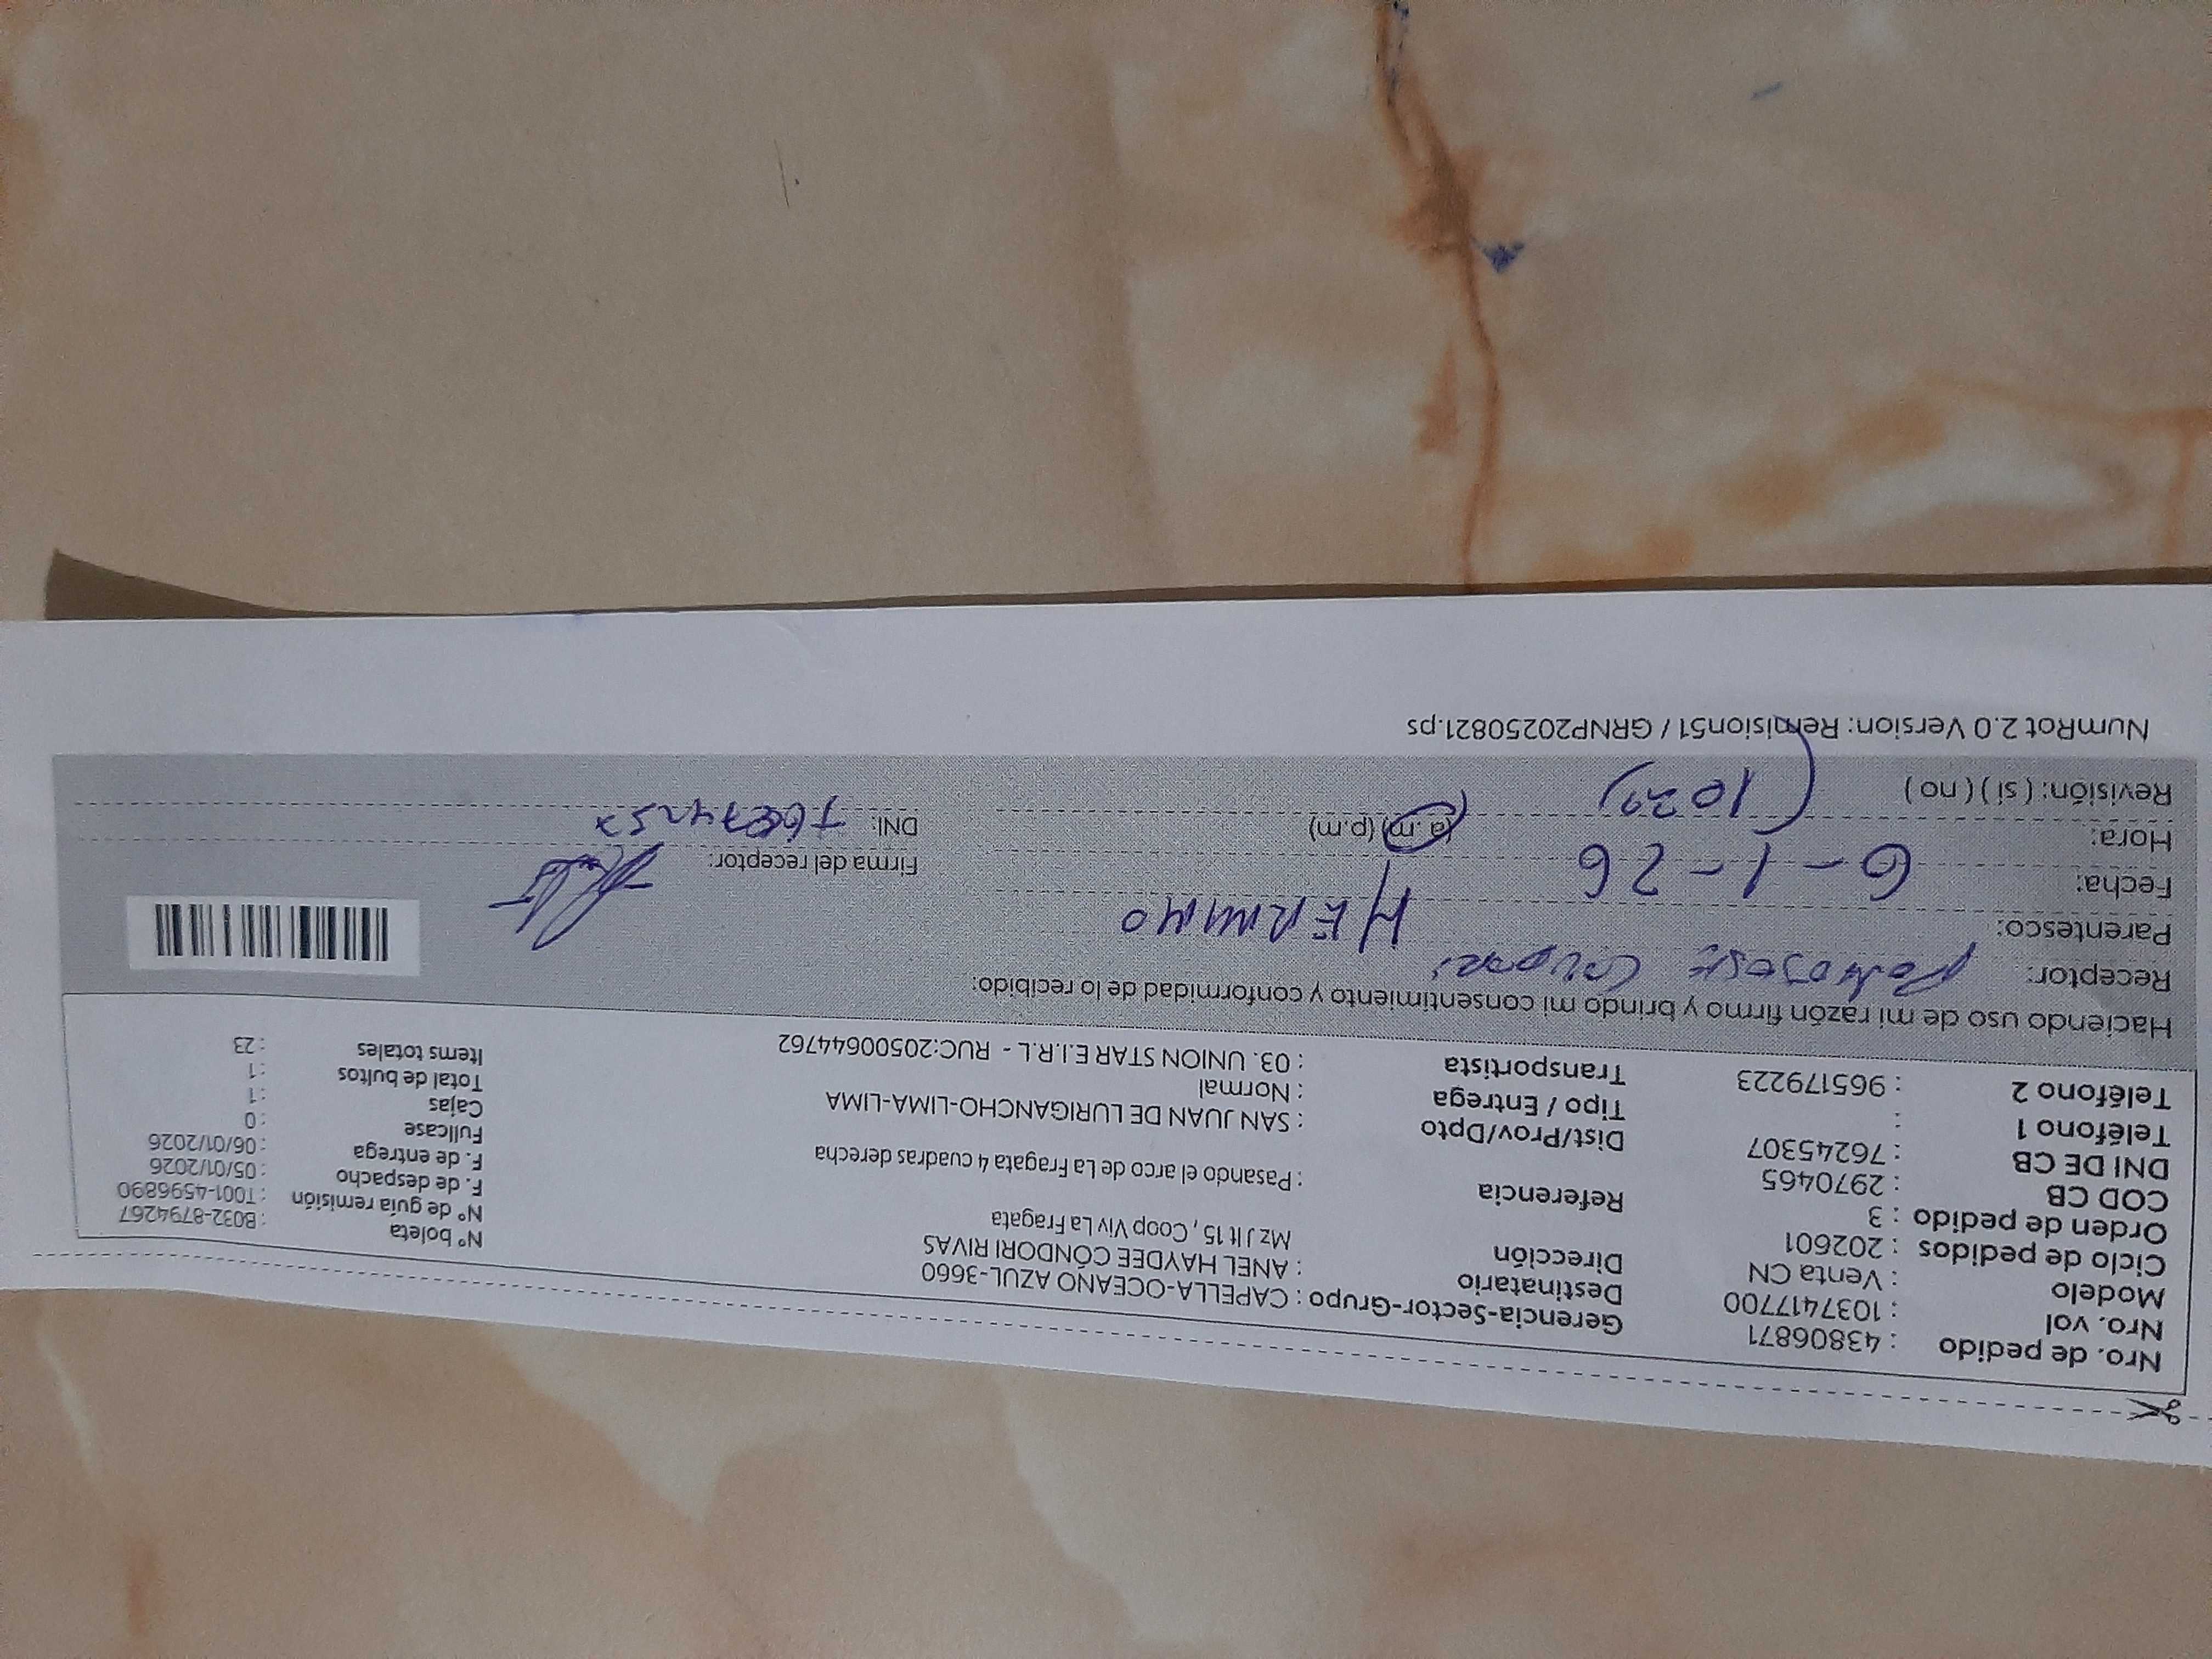 Nro. de pedido : 43806871
Nro. vol : 1037417700
Modelo : Venta CN
Ciclo de pedidos : 202601
Orden de pedido : 3
COD CB : 2970465
DNI DE CB : 76245307
Teléfono 1 :
Teléfono 2 : 965179223
Gerencia-Sector-Grupo : CAPELLA-OCEANO AZUL-3660
Destinatario : ANEL HAYDEE CONDORI RIVAS
Dirección Mz J lt 15 , Coop Viv La Fragata
Referencia : Pasando el arco de La Fragata 4 cuadras derecha
Dist/Prov/Dpto : SAN JUAN DE LURIGANCHO-LIMA-LIMA
Tipo / Entrega : Normal
Transportista : 03. UNION STAR E.I.R.L - RUC:20500644762
N° boleta : B032-8794267
N° de guía remisión : T001-4596890
F. de despacho : 05/01/2026
F. de entrega : 06/01/2026
Fullcase : 0
Cajas : 1
Total de bultos : 1
Items totales : 23
Haciendo uso de mi razón firmo y brindo mi consentimiento y conformidad de lo recibido:
Receptor:
Parentesco: HERMANO
Fecha: 6-1-26
Hora: (a.m) (p.m)
Revisión: ( sí ) ( no )
Firma del receptor:
DNI:
NumRot 2.0 Version: Remision51 / GRNP20250821.ps